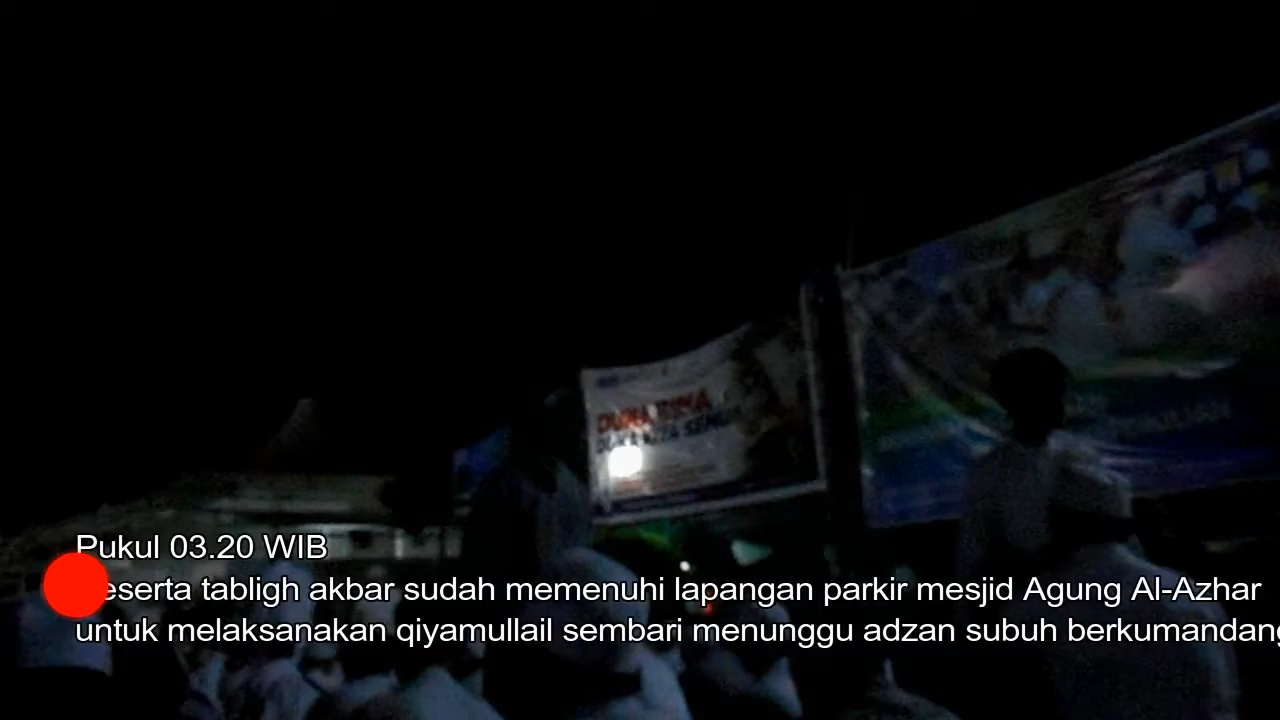 Pukul 03.20 WIB
eserta tabligh akbar sudah memenuhi lapangan parkir mesjid Agung Al-Azhar
untuk melaksanakan qiyamullail sembari menunggu adzan subuh berkumandang